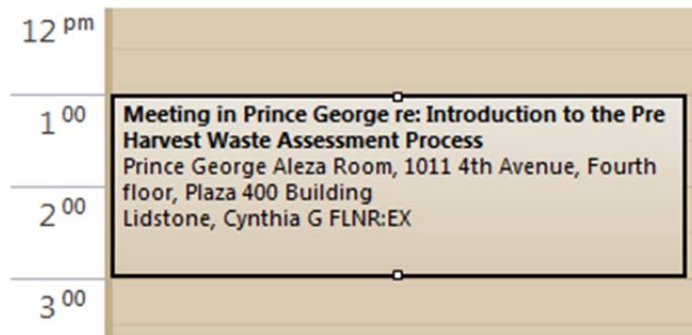 12 pm
1 00
Meeting in Prince George re: Introduction to the Pre
Harvest Waste Assessment Process
Prince George Aleza Room, 1011 4th Avenue, Fourth
floor, Plaza 400 Building
2 00
Lidstone, Cynthia G FLNR:EX
3 00